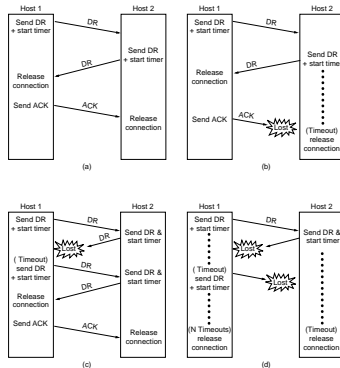 Host 1
Host 2
Send DR
+ start timer
DR
Send DR
+ start timer
DR
Release
connection
Send ACK
ACK
Release
connection
(a)
Host 1
Host 2
Send DR
+ start timer
DR
Send DR
+ start timer
DR
Release
connection
Send ACK
ACK
Lost
(Timeout)
release
connection
(b)
Host 1
Host 2
Send DR
+ start timer
DR
DR
Send DR &
start timer
Lost
( Timeout)
send DR
+ start timer
DR
Send DR &
start timer
DR
Release
connection
Send ACK
ACK
Release
connection
(c)
Host 1
Host 2
Send DR
+ start timer
DR
Send DR &
start timer
Lost
( Timeout)
send DR
+ start timer
Lost
(N Timeouts)
release
connection
(Timeout)
release
connection
(d)